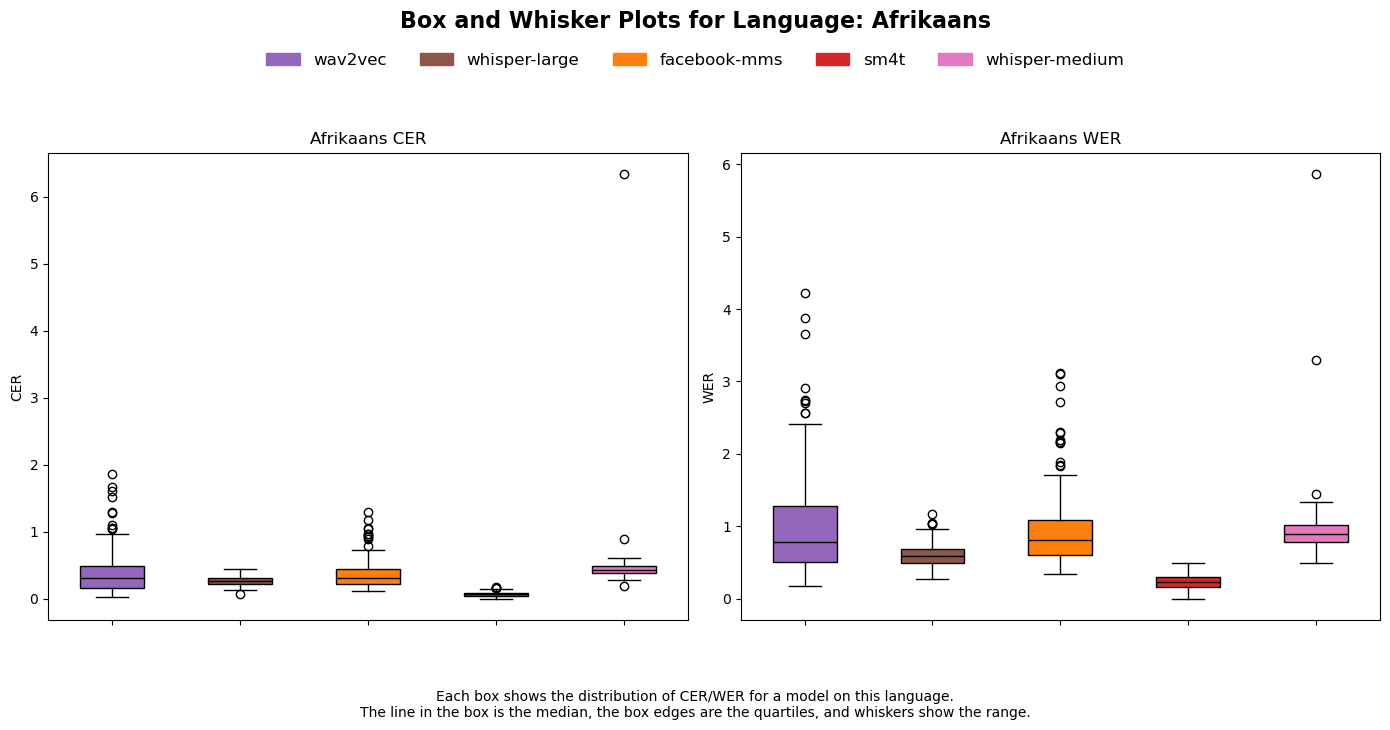 Box and Whisker Plots for Language: Afrikaans
wav2vec whisper-large facebook-mms sm4t whisper-medium
Afrikaans CER
CER
6
5
4
3
2
1
0
Afrikaans WER
WER
6
5
4
3
2
1
0
Each box shows the distribution of CER/WER for a model on this language.
The line in the box is the median, the box edges are the quartiles, and whiskers show the range.